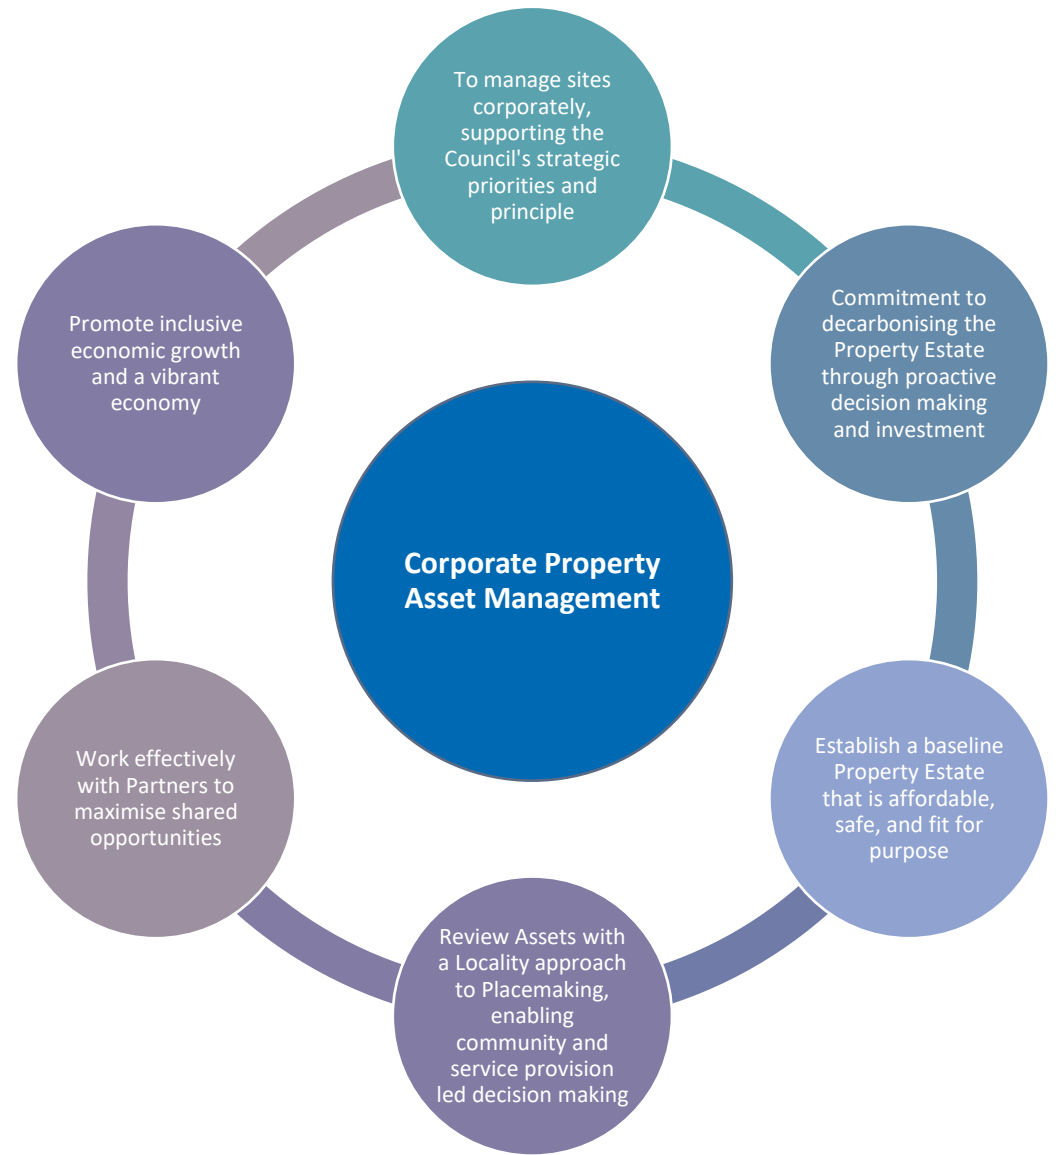 To manage sites
corporately,
supporting the
Council's strategic
priorities and
principle
Commitment to
decarbonising the
Property Estate
through proactive
decision making
and investment
Establish a baseline
Property Estate
that is affordable,
safe, and fit for
purpose
Review Assets with
a Locality approach
to Placemaking,
enabling
community and
service provision
led decision making
Work effectively
with Partners to
maximise shared
opportunities
Promote inclusive
economic growth
and a vibrant
economy
Corporate Property
Asset Management